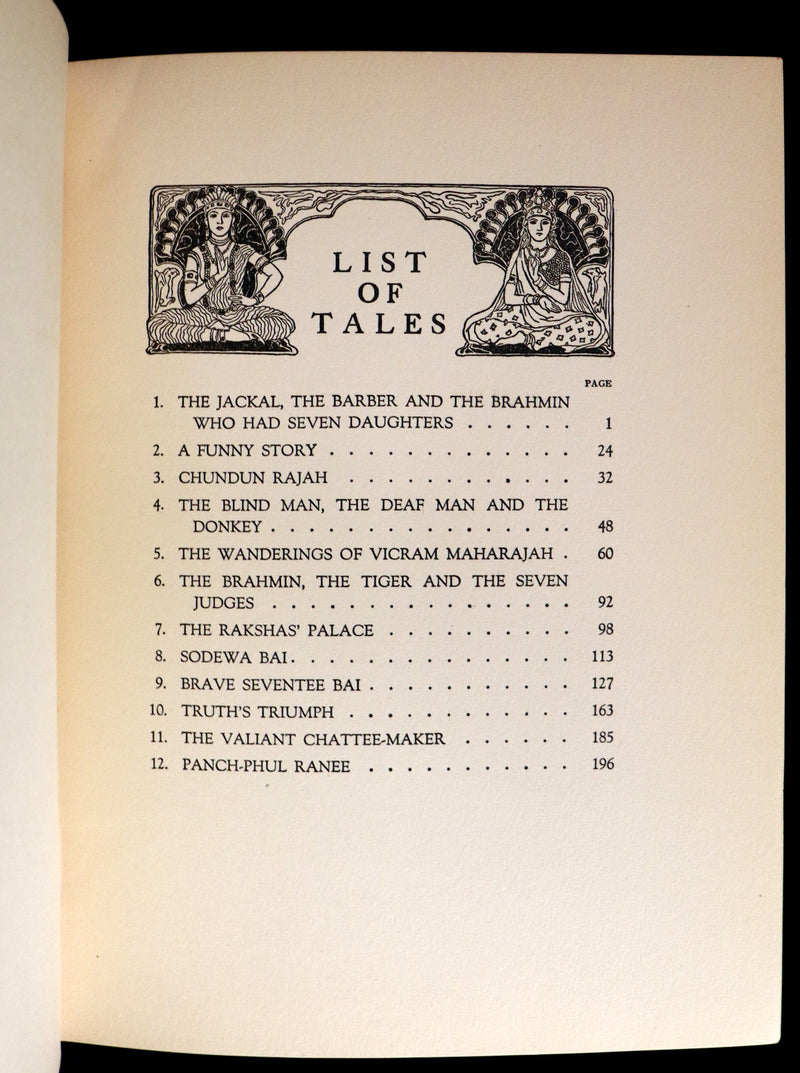 LIST
OF
TALES
PAGE
1. THE JACKAL, THE BARBER AND THE BRAHMIN
WHO HAD SEVEN DAUGHTERS . . . . . . 1
2. A FUNNY STORY . . . . . . . . . . . . . 24
3. CHUNDUN RAJAH . . . . . . . . . . . . 32
4. THE BLIND MAN, THE DEAF MAN AND THE
DONKEY . . . . . . . . . . . . . . . . 48
5. THE WANDERINGS OF VICRAM MAHARAJAH . 60
6. THE BRAHMIN, THE TIGER AND THE SEVEN
JUDGES . . . . . . . . . . . . . . . . 92
7. THE RAKSHAS' PALACE . . . . . . . . . . 98
8. SODEWA BAI . . . . . . . . . . . . . . . 113
9. BRAVE SEVENTEE BAI . . . . . . . . . . . 127
10. TRUTH'S TRIUMPH . . . . . . . . . . . . 163
11. THE VALIANT CHATTEE-MAKER . . . . . . 185
12. PANCH-PHUL RANEE . . . . . . . . . . . 196